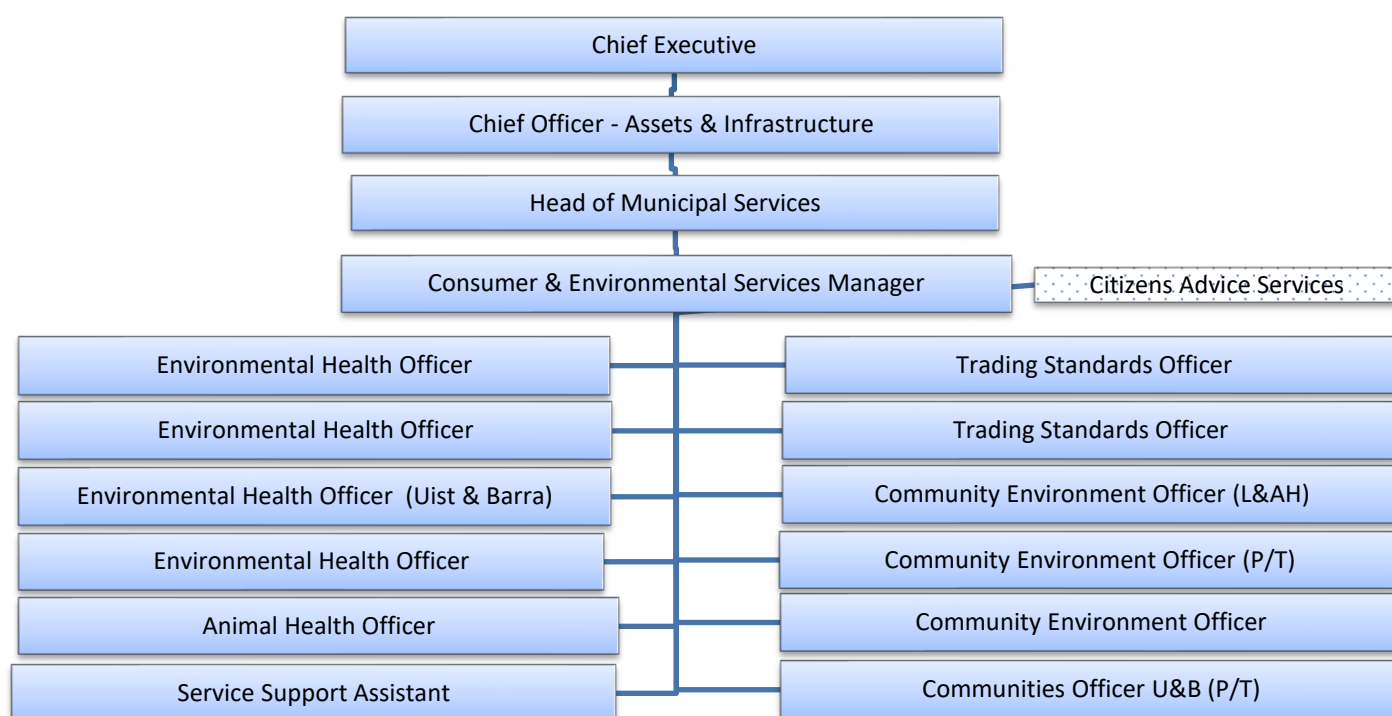 Chief Executive
Chief Officer - Assets & Infrastructure
Head of Municipal Services
Consumer & Environmental Services Manager
Citizens Advice Services
Environmental Health Officer
Trading Standards Officer
Environmental Health Officer
Trading Standards Officer
Environmental Health Officer (Uist & Barra)
Community Environment Officer (L&AH)
Environmental Health Officer
Community Environment Officer (P/T)
Animal Health Officer
Community Environment Officer
Service Support Assistant
Communities Officer U&B (P/T)